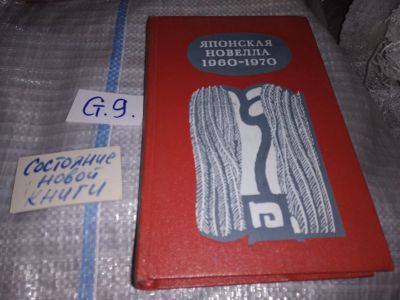 ЯПОНСКАЯ
НОВЕЛЛА
1960-1970
G.9.
СОСТОЯНИЕ
НОВОЙ
КНИГИ